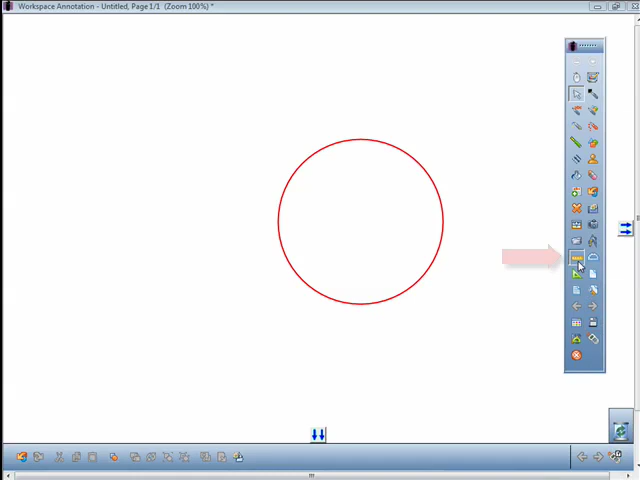 Workspace Annotation - Untitled, Page 1/1 (Zoom 100%) *